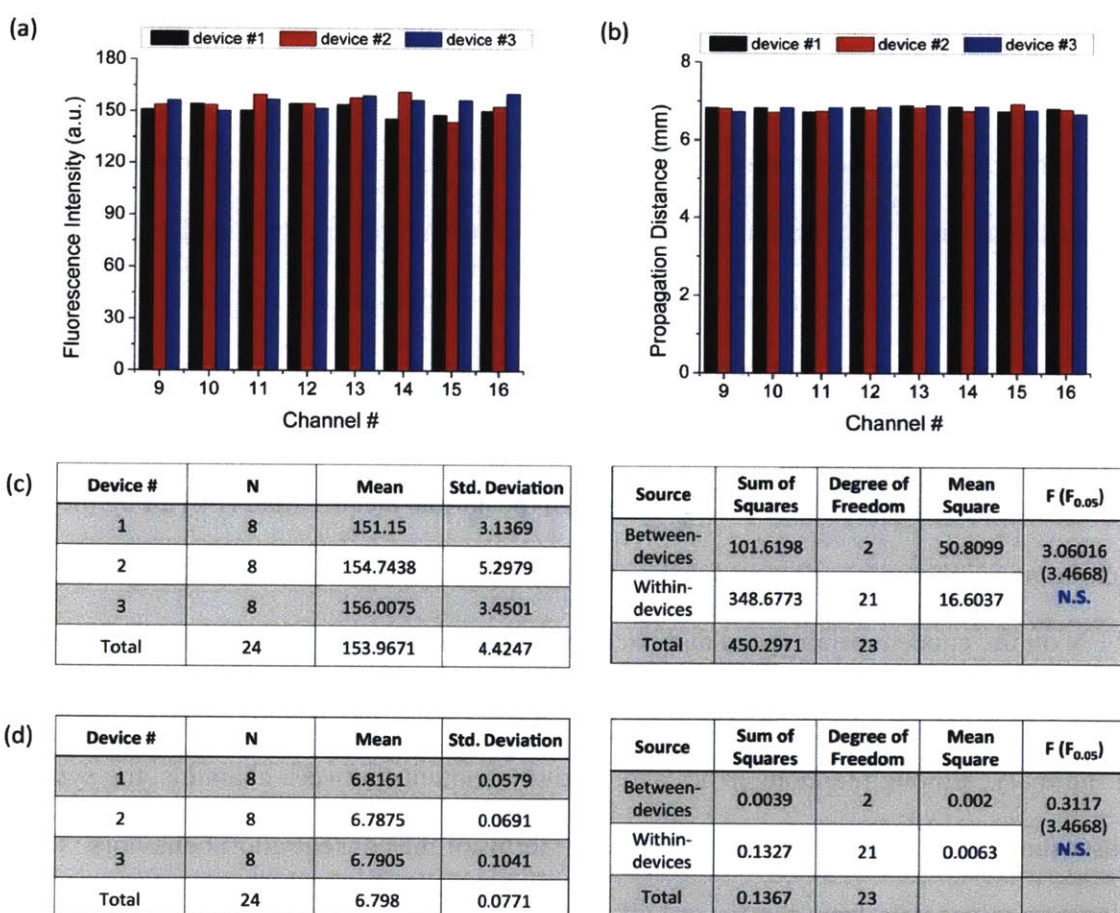 (a)
device #1 device #2 device #3
180
150
120
90
60
30
0
Fluorescence Intensity (a.u.)
9 10 11 12 13 14 15 16
Channel #
(b)
device #1 device #2 device #3
8
6
4
2
0
Propagation Distance (mm)
9 10 11 12 13 14 15 16
Channel #
(c)
Device # N Mean Std. Deviation
1 8 151.15 3.1369
2 8 154.7438 5.2979
3 8 156.0075 3.4501
Total 24 153.9671 4.4247
Source Sum of Squares Degree of Freedom Mean Square F (F0.05)
Between-devices 101.6198 2 50.8099 3.06016 (3.4668) N.S.
Within-devices 348.6773 21 16.6037
Total 450.2971 23
(d)
Device # N Mean Std. Deviation
1 8 6.8161 0.0579
2 8 6.7875 0.0691
3 8 6.7905 0.1041
Total 24 6.798 0.0771
Source Sum of Squares Degree of Freedom Mean Square F (F0.05)
Between-devices 0.0039 2 0.002 0.3117 (3.4668) N.S.
Within-devices 0.1327 21 0.0063
Total 0.1367 23